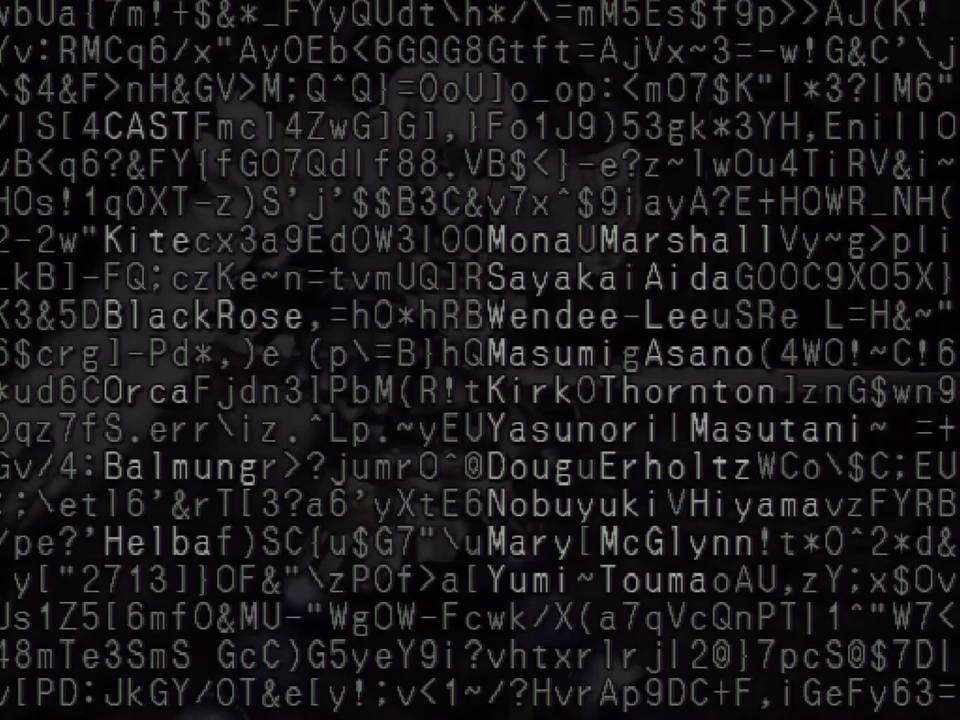 wbUa{7m!+$&*_FYyQUdt\h*/\=mM5Es$f9p>>AJ(K!
Yv:RMCq6/x"AyOEb<6GQG8Gtft=AjVx~3=-w!G&C'\j
\$4&F>nH&GV>M;Q^Q}=OoU]o_op:<mO7$K"|*3?|M6"
/|S[4CASTFmcl4ZwG]G],}Fo1J9)53gk*3YH,EnillO
vB<q6?&FY{fGO7Qdlf88.VB$<}-e?z~lwOu4TiRV&i~
HOs!1qOXT-z)S'j'$$B3C&v7x^$9iayA?E+HOWR_NH(
2-2w"Kitecx3a9EdOW3|OOMonaUMarshallVy~g>pli
_kB]-FQ;czKe~n=tvmUQ]RSayakaiAidaGOOC9XO5X}
K3&5DBlackRose,=hO*hRBWendee-LeeuSRe L=H&~"
6$crg]-Pd*,)e (p\=B}hQMasumigAsano(4WO!~C!6
*ud6COrcaFjdn3lPbM(R!tKirkOThornton]znG$wn9
Oqz7fS.err\iz.^Lp.~yEUYasunori|Masutani~ =+
Gv/4:Balmungr>?jumrO^@DouguErholtzWCo\$C;EU
:;\etl6'&rT[3?a6'yXtE6NobuyukiVHiyamavzFYRB
/pe?'Helbaf)SC{u$G7"\uMary[McGlynn!t*O^2*d&
y["2713]}OF&"\zPOf>a[Yumi~ToumaoAU,zY;x$Ov
Us1Z5[6mfO&MU-"WgOW-Fcwk/X(a7qVcQnPT|1^"W7<
48mTe3SmS GcC)G5yeY9i?vhtxrlrjl2@}7pcS@$7D|
v[PD:JkGY/OT&e[y!;v<1~/?HvrAp9DC+F,iGeFy63=